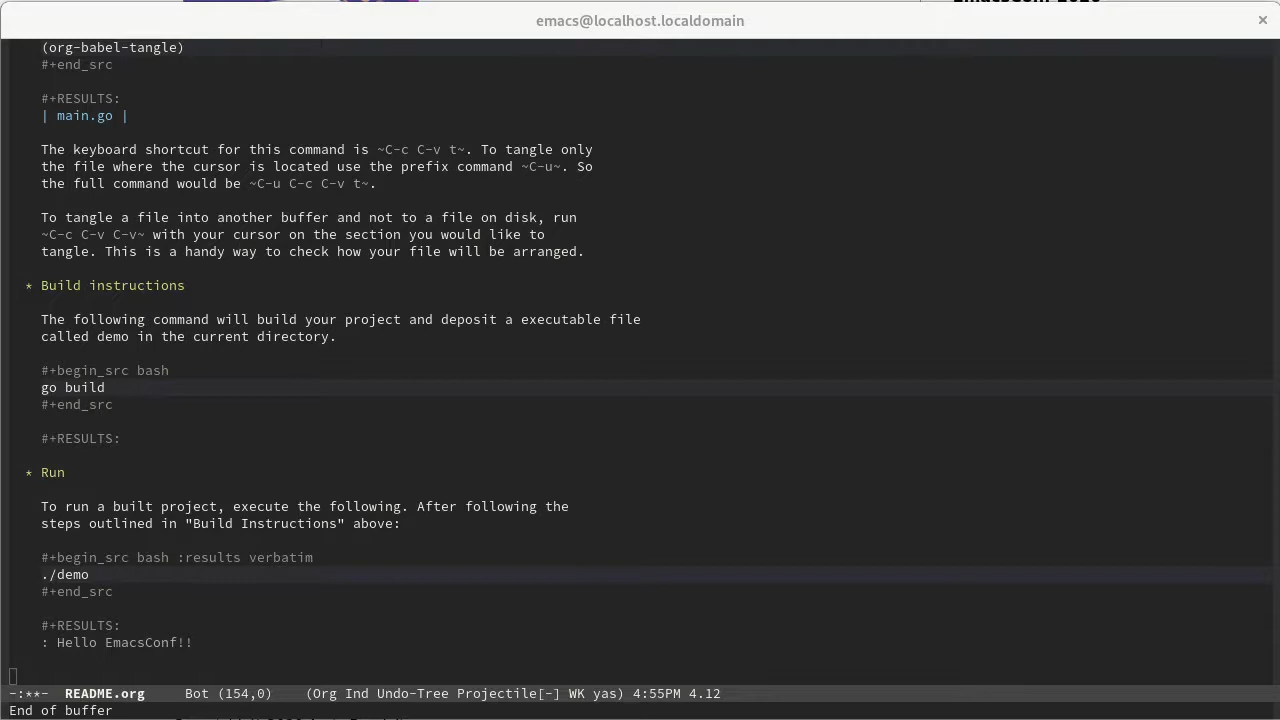 emacs@localhost.localdomain
(org-babel-tangle)
#+end_src
#+RESULTS:
| main.go |
The keyboard shortcut for this command is ~C-c C-v t~. To tangle only
the file where the cursor is located use the prefix command ~C-u~. So
the full command would be ~C-u C-c C-v t~.
To tangle a file into another buffer and not to a file on disk, run
~C-c C-v C-v~ with your cursor on the section you would like to
tangle. This is a handy way to check how your file will be arranged.
* Build instructions
The following command will build your project and deposit a executable file
called demo in the current directory.
#+begin_src bash
go build
#+end_src
#+RESULTS:
* Run
To run a built project, execute the following. After following the
steps outlined in "Build Instructions" above:
#+begin_src bash :results verbatim
./demo
#+end_src
#+RESULTS:
: Hello EmacsConf!!
-:**-  README.org     Bot (154,0)    (Org Ind Undo-Tree Projectile[-] WK yas) 4:55PM 4.12
End of buffer